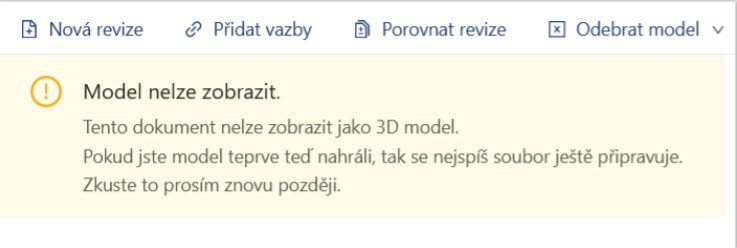 Nová revize Přidat vazby Porovnat revize Odebrat model
Model nelze zobrazit.
Tento dokument nelze zobrazit jako 3D model.
Pokud jste model teprve teď nahráli, tak se nejspíš soubor ještě připravuje.
Zkuste to prosím znovu později.